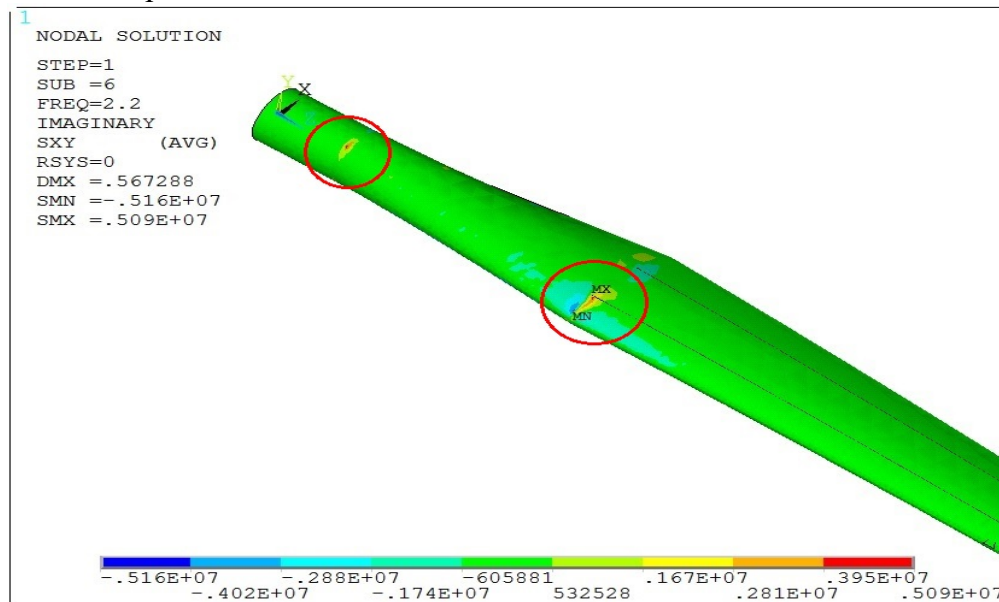 1
NODAL SOLUTION
STEP=1
SUB =6
FREQ=2.2
IMAGINARY
SXY (AVG)
RSYS=0
DMX =.567288
SMN =-.516E+07
SMX =.509E+07
Y
X
MX
MN
-.516E+07 -.288E+07 -605881 .167E+07 .395E+07
-.402E+07 -.174E+07 532528 .281E+07 .509E+07